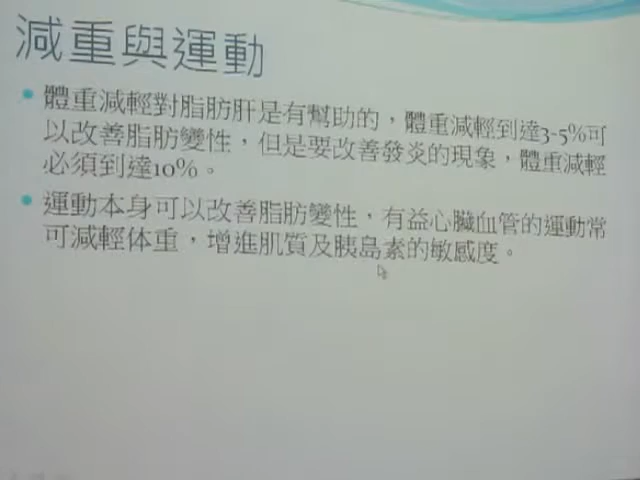 減重與運動
• 體重減輕對脂肪肝是有幫助的，體重減輕到達3-5%可
以改善脂肪變性，但是要改善發炎的現象，體重減輕
必須到達10%。
• 運動本身可以改善脂肪變性，有益心臟血管的運動常
可減輕体重，增進肌質及胰島素的敏感度。